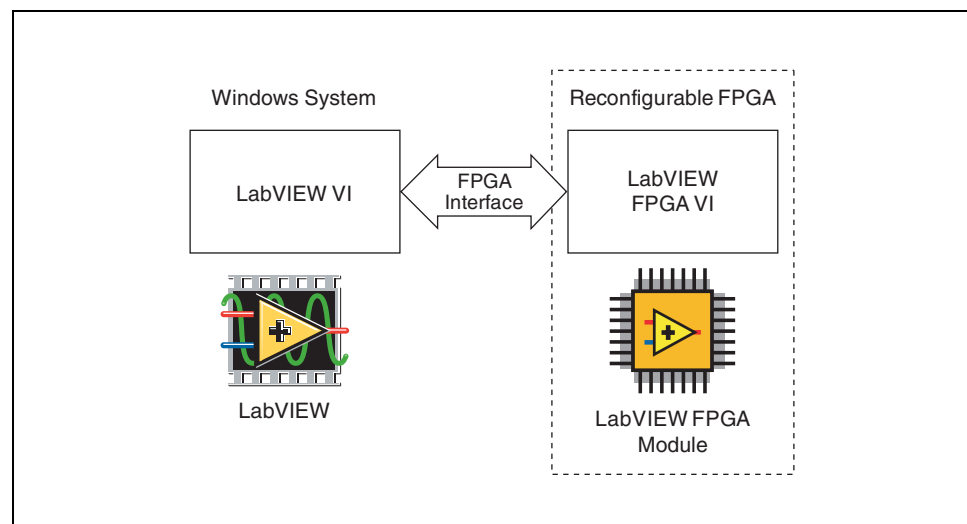 Windows System
LabVIEW VI
LabVIEW
FPGA
Interface
Reconfigurable FPGA
LabVIEW
FPGA VI
LabVIEW FPGA
Module